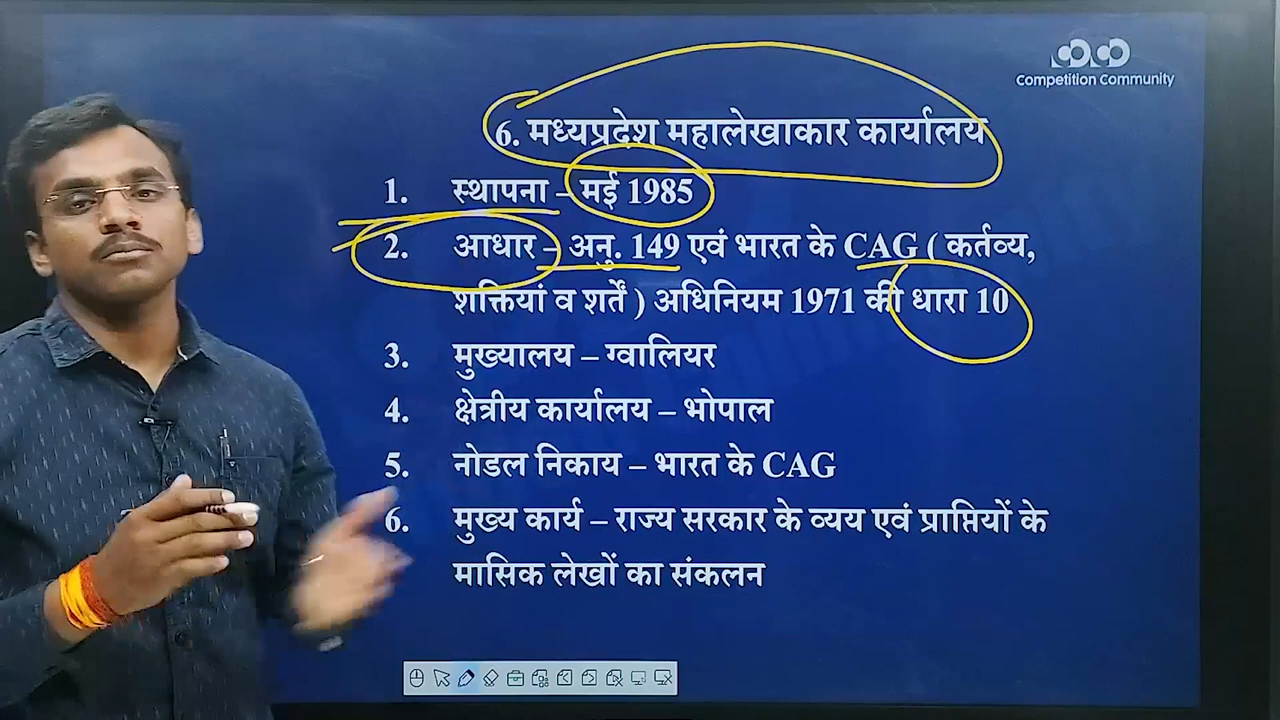 Competition Community
6. मध्यप्रदेश महालेखाकार कार्यालय
1. स्थापना – मई 1985
2. आधार – अनु. 149 एवं भारत के CAG ( कर्तव्य,
शक्तियां व शर्तें ) अधिनियम 1971 की धारा 10
3. मुख्यालय – ग्वालियर
4. क्षेत्रीय कार्यालय – भोपाल
5. नोडल निकाय – भारत के CAG
6. मुख्य कार्य – राज्य सरकार के व्यय एवं प्राप्तियों के
मासिक लेखों का संकलन